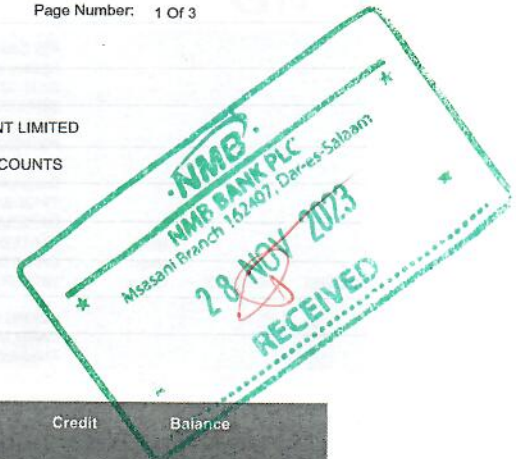 Page Number: 1 Of 3
NT LIMITED
COUNTS
NMB
NMB BANK PLC
Msasani Branch 162407, Dar-es-Salaam
28 NOV 2023
RECEIVED
Credit Balance